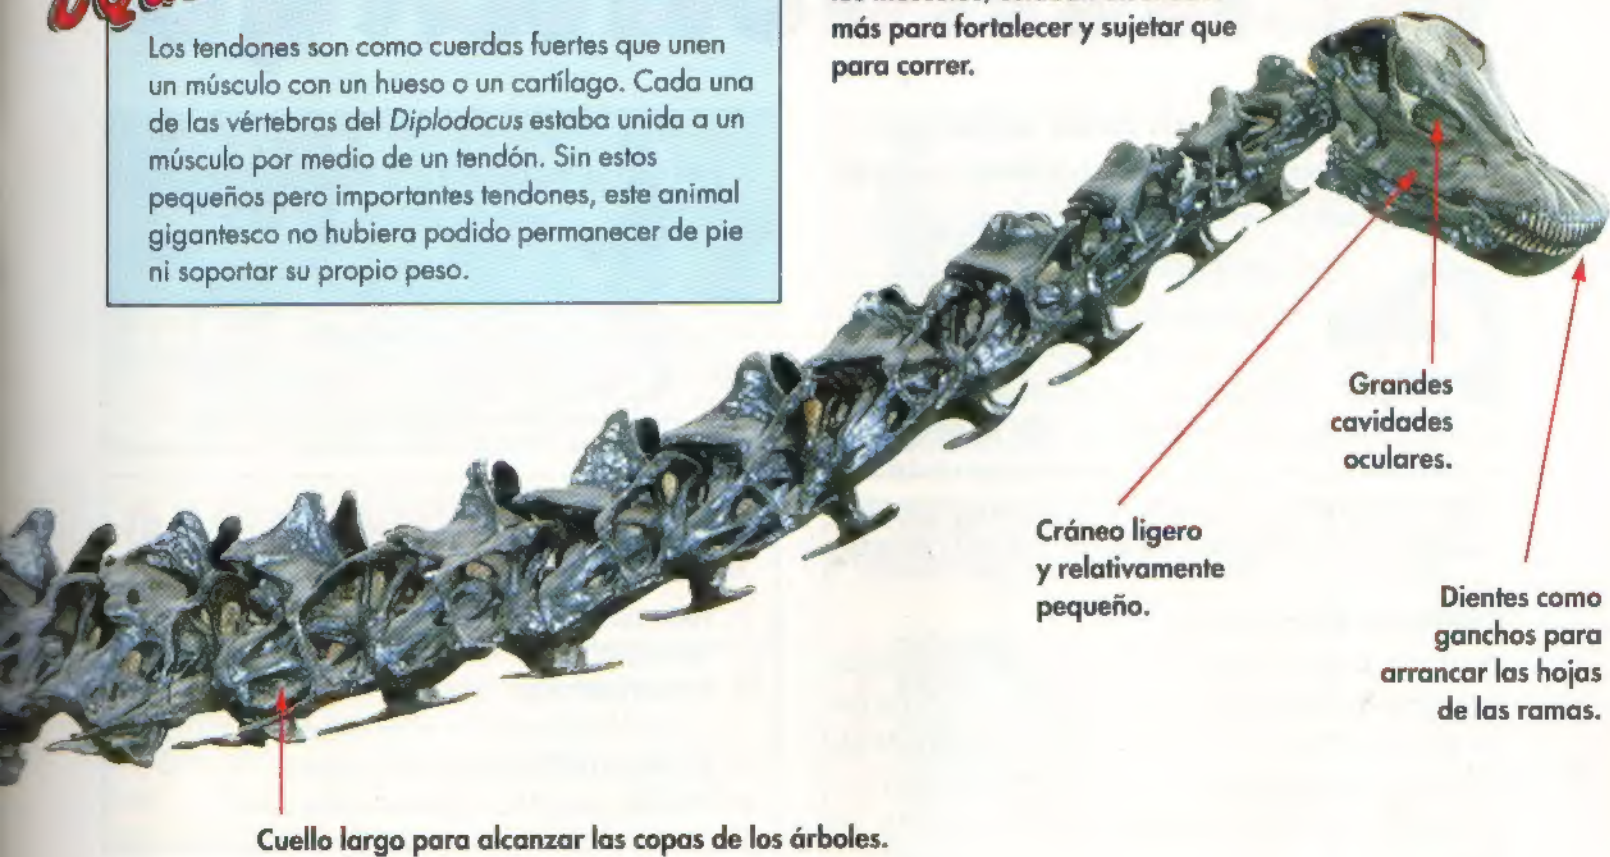 Los tendones son como cuerdas fuertes que unen
un músculo con un hueso o un cartílago. Cada una
de las vértebras del Diplodocus estaba unida a un
músculo por medio de un tendón. Sin estos
pequeños pero importantes tendones, este animal
gigantesco no hubiera podido permanecer de pie
ni soportar su propio peso.
más para fortalecer y sujetar que
para correr.
Grandes
cavidades
oculares.
Cráneo ligero
y relativamente
pequeño.
Dientes como
ganchos para
arrancar las hojas
de las ramas.
Cuello largo para alcanzar las copas de los árboles.